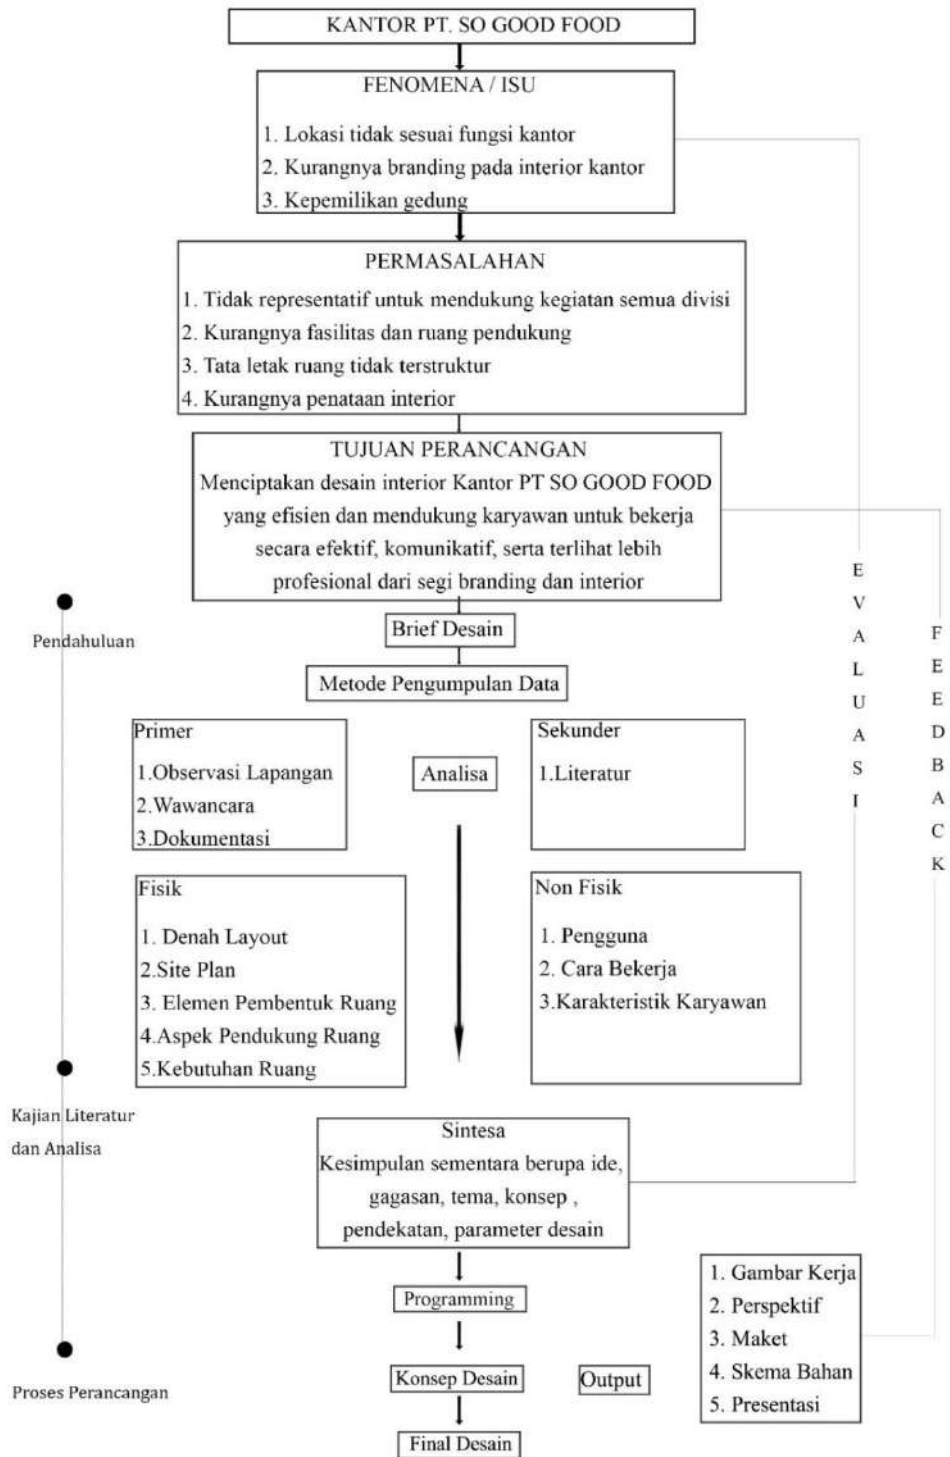 KANTOR PT. SO GOOD FOOD
FENOMENA / ISU
1. Lokasi tidak sesuai fungsi kantor
2. Kurangnya branding pada interior kantor
3. Kepemilikan gedung
PERMASALAHAN
1. Tidak representatif untuk mendukung kegiatan semua divisi
2. Kurangnya fasilitas dan ruang pendukung
3. Tata letak ruang tidak terstruktur
4. Kurangnya penataan interior
TUJUAN PERANCANGAN
Menciptakan desain interior Kantor PT SO GOOD FOOD
yang efisien dan mendukung karyawan untuk bekerja
secara efektif, komunikatif, serta terlihat lebih
profesional dari segi branding dan interior
Pendahuluan
Brief Desain
Metode Pengumpulan Data
Primer
1.Observasi Lapangan
2.Wawancara
3.Dokumentasi
Analisa
Sekunder
1.Literatur
Fisik
1. Denah Layout
2.Site Plan
3. Elemen Pembentuk Ruang
4.Aspek Pendukung Ruang
5.Kebutuhan Ruang
Non Fisik
1. Pengguna
2. Cara Bekerja
3.Karakteristik Karyawan
EVALUASI
FEEDBACK
Kajian Literatur
dan Analisa
Sintesa
Kesimpulan sementara berupa ide,
gagasan, tema, konsep ,
pendekatan, parameter desain
Programming
Konsep Desain
Final Desain
Output
1. Gambar Kerja
2. Perspektif
3. Maket
4. Skema Bahan
5. Presentasi
Proses Perancangan